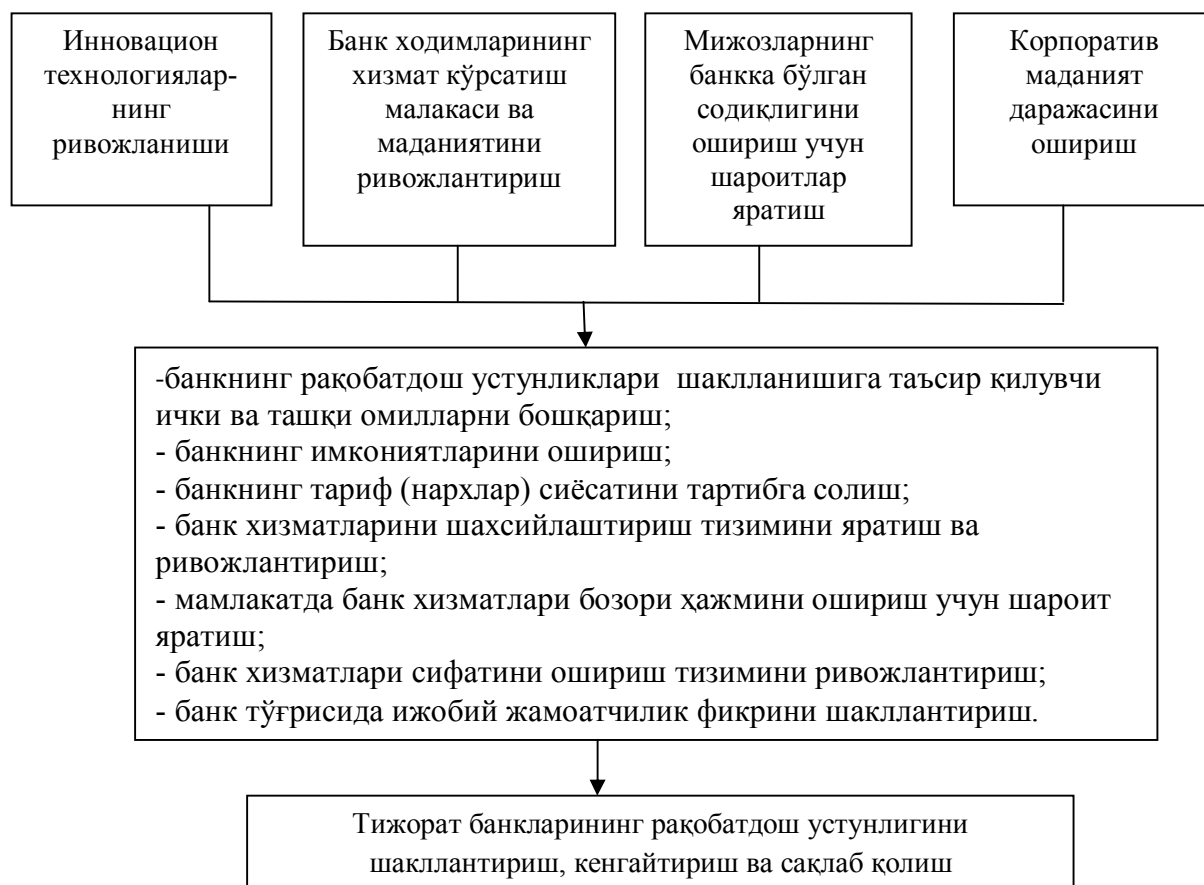 Инновацион
технологиялар-
нинг
ривожланиши
Банк ходимларининг
хизмат кўрсатиш
малакаси ва
маданиятини
ривожлантириш
Мижозларнинг
банкка бўлган
содиқлигини
ошириш учун
шароитлар
яратиш
Корпоратив
маданият
даражасини
ошириш
-банкнинг рақобатдош устунликлари шаклланишига таъсир қилувчи
ички ва ташқи омилларни бошқариш;
- банкнинг имкониятларини ошириш;
- банкнинг тариф (нархлар) сиёсатини тартибга солиш;
- банк хизматларини шахсийлаштириш тизимини яратиш ва
ривожлантириш;
- мамлакатда банк хизматлари бозори ҳажмини ошириш учун шароит
яратиш;
- банк хизматлари сифатини ошириш тизимини ривожлантириш;
- банк тўғрисида ижобий жамоатчилик фикрини шакллантириш.
Тижорат банкларининг рақобатдош устунлигини
шакллантириш, кенгайтириш ва сақлаб қолиш